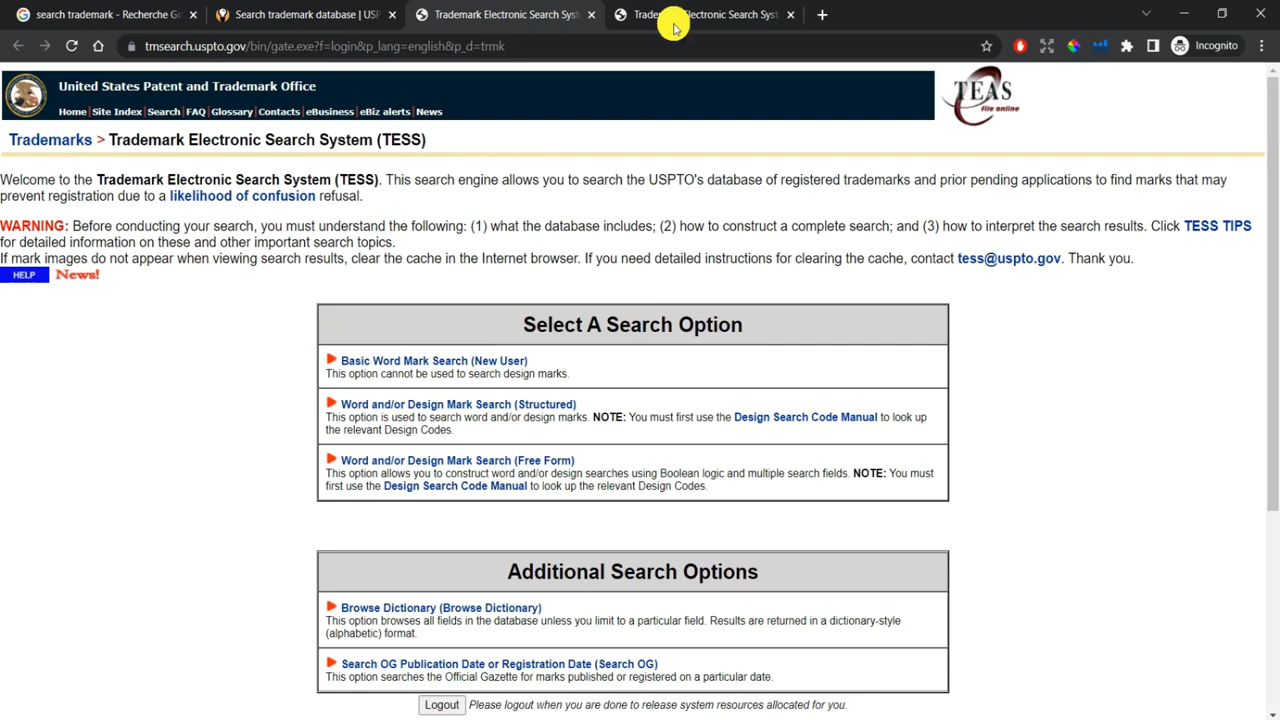 search trademark - Recherche Go
Search trademark database | USP
Trademark Electronic Search Syst
Electronic Search Syst
tmsearch.uspto.gov/bin/gate.exe?f=login&p_lang=english&p_d=trmk
Incognito
United States Patent and Trademark Office
Home | Site Index | Search | FAQ | Glossary | Contacts | eBusiness | eBiz alerts | News
TEAS
File online
Trademarks > Trademark Electronic Search System (TESS)
Welcome to the Trademark Electronic Search System (TESS). This search engine allows you to search the USPTO's database of registered trademarks and prior pending applications to find marks that may
prevent registration due to a likelihood of confusion refusal.
WARNING: Before conducting your search, you must understand the following: (1) what the database includes; (2) how to construct a complete search; and (3) how to interpret the search results. Click TESS TIPS
for detailed information on these and other important search topics.
If mark images do not appear when viewing search results, clear the cache in the Internet browser. If you need detailed instructions for clearing the cache, contact tess@uspto.gov. Thank you.
HELP News!
Select A Search Option
Basic Word Mark Search (New User)
This option cannot be used to search design marks.
Word and/or Design Mark Search (Structured)
This option is used to search word and/or design marks. NOTE: You must first use the Design Search Code Manual to look up
the relevant Design Codes.
Word and/or Design Mark Search (Free Form)
This option allows you to construct word and/or design searches using Boolean logic and multiple search fields. NOTE: You must
first use the Design Search Code Manual to look up the relevant Design Codes.
Additional Search Options
Browse Dictionary (Browse Dictionary)
This option browses all fields in the database unless you limit to a particular field. Results are returned in a dictionary-style
(alphabetic) format.
Search OG Publication Date or Registration Date (Search OG)
This option searches the Official Gazette for marks published or registered on a particular date.
Logout Please logout when you are done to release system resources allocated for you.